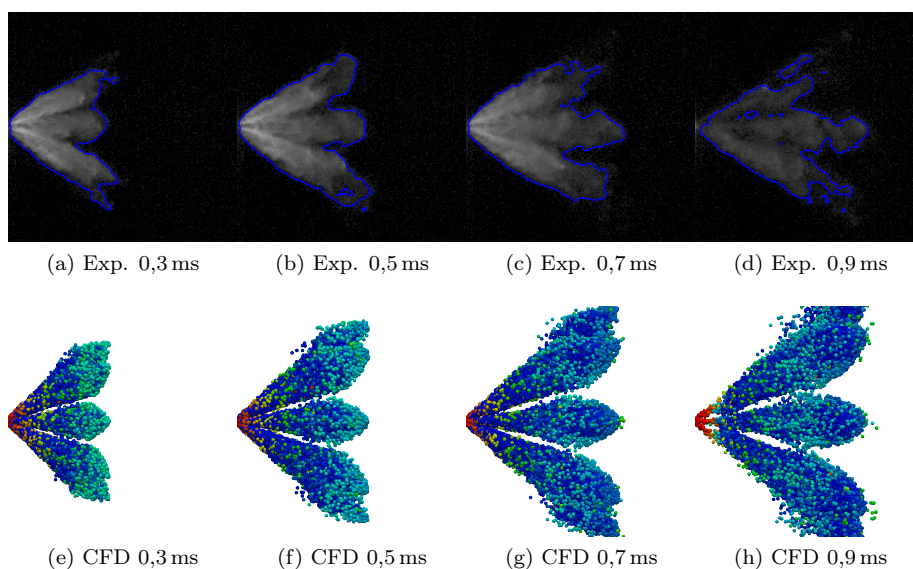 (a) Exp. 0,3 ms (b) Exp. 0,5 ms (c) Exp. 0,7 ms (d) Exp. 0,9 ms
(e) CFD 0,3 ms (f) CFD 0,5 ms (g) CFD 0,7 ms (h) CFD 0,9 ms